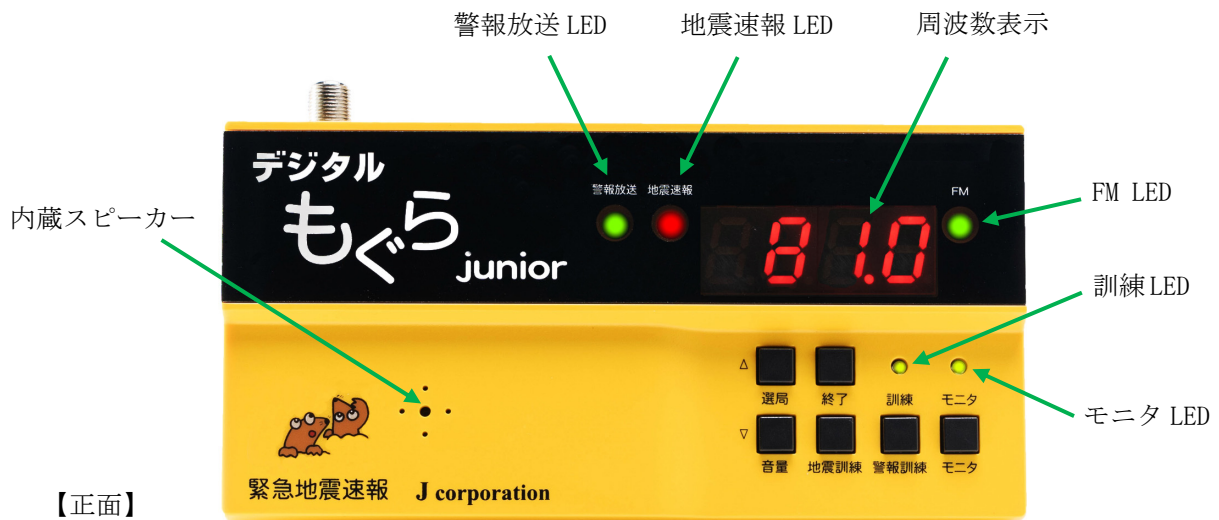 警報放送 LED
地震速報 LED
周波数表示
デジタル
もぐら
junior
警報放送
地震速報
FM
81.0
FM LED
内蔵スピーカー
訓練 LED
△
選局
終了
訓練
モニタ
モニタ LED
▽
音量
地震訓練
警報訓練
モニタ
緊急地震速報
J corporation
【正面】